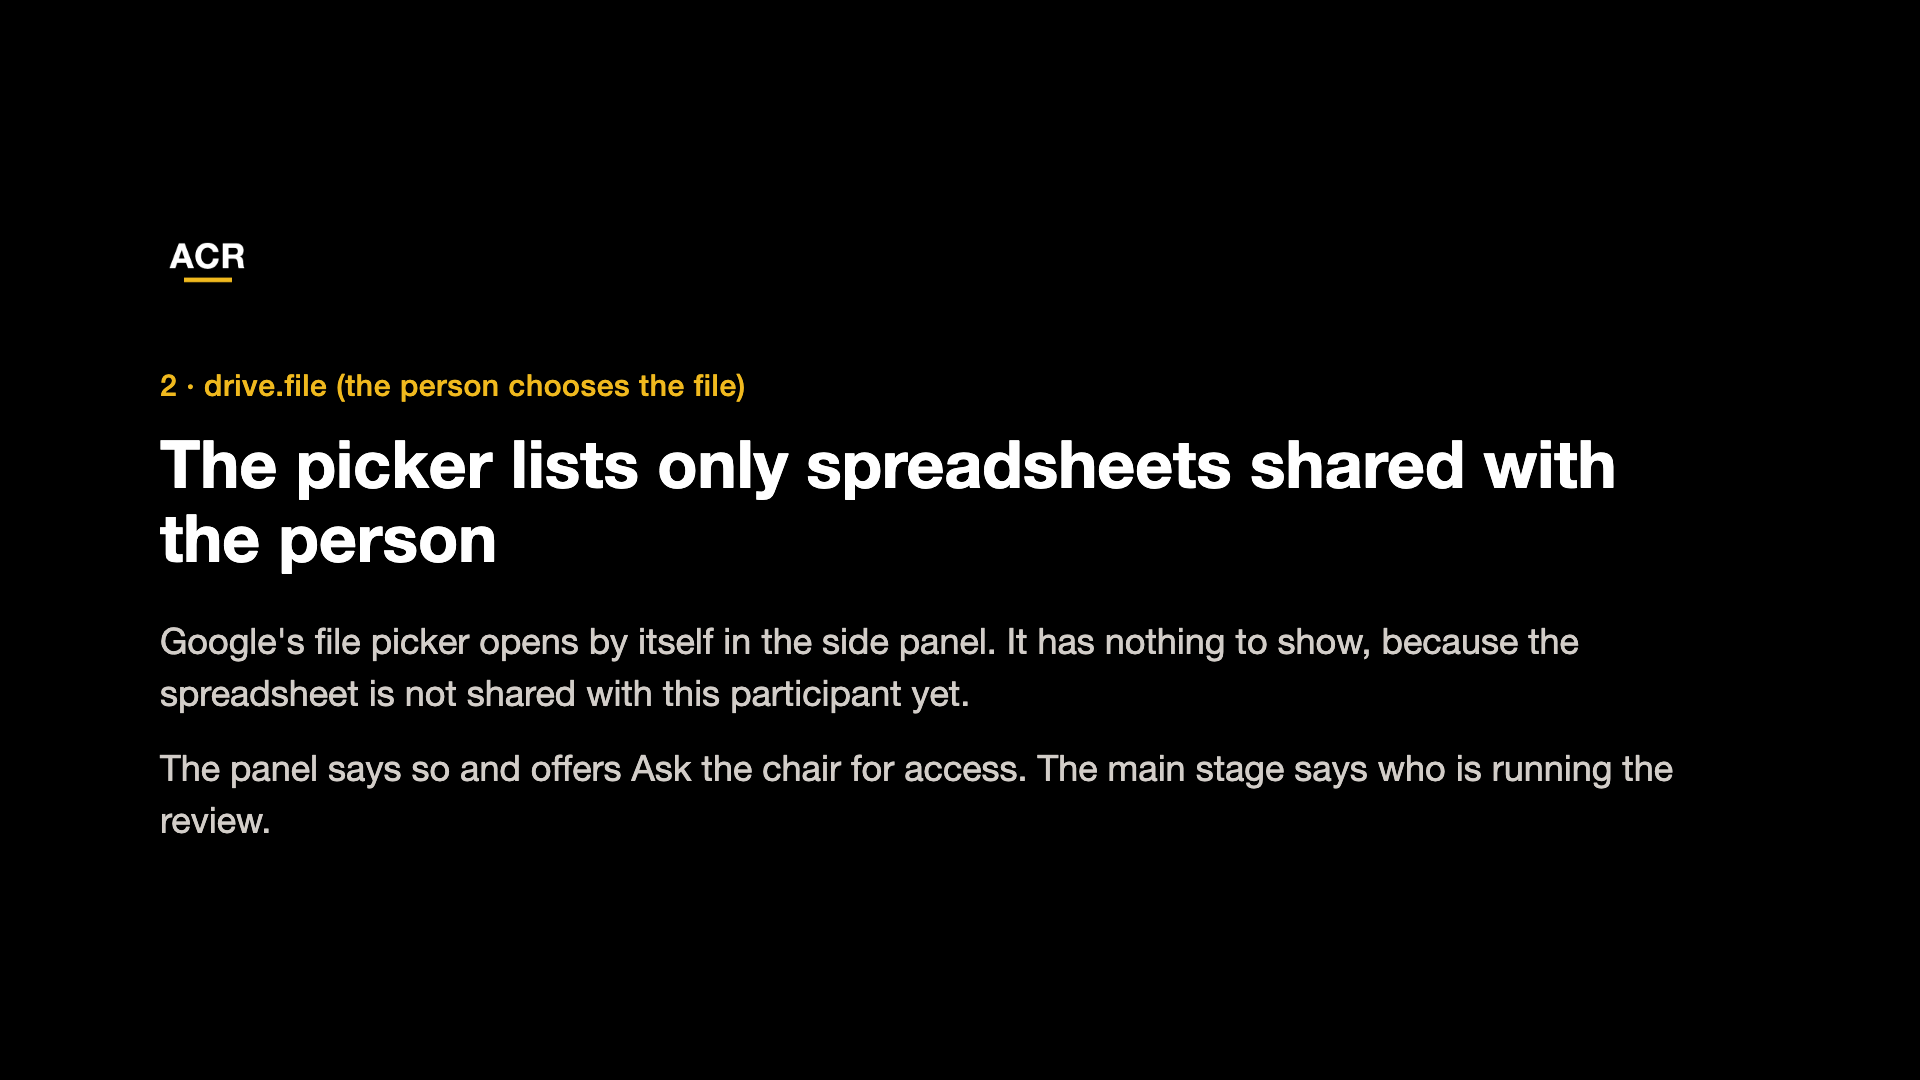 ACR
2 · drive.file (the person chooses the file)
The picker lists only spreadsheets shared with
the person
Google's file picker opens by itself in the side panel. It has nothing to show, because the
spreadsheet is not shared with this participant yet.
The panel says so and offers Ask the chair for access. The main stage says who is running the
review.